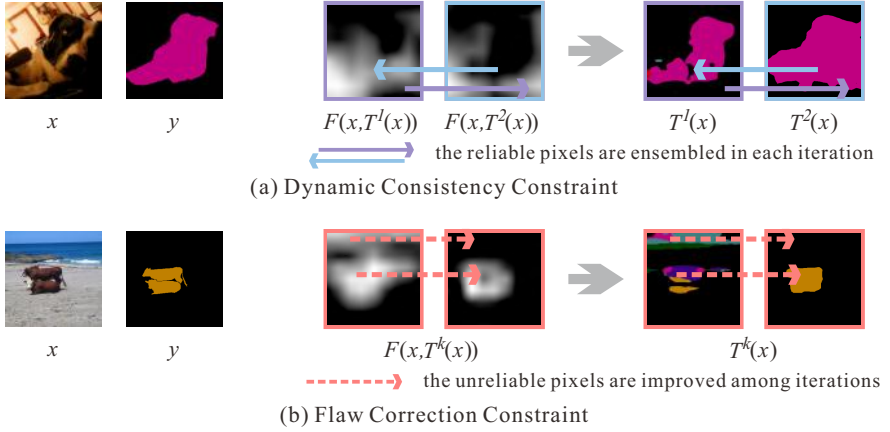 x y F(x,T¹(x)) F(x,T²(x)) T¹(x) T²(x)
the reliable pixels are ensembled in each iteration
(a) Dynamic Consistency Constraint
x y F(x,Tᵏ(x)) Tᵏ(x)
the unreliable pixels are improved among iterations
(b) Flaw Correction Constraint